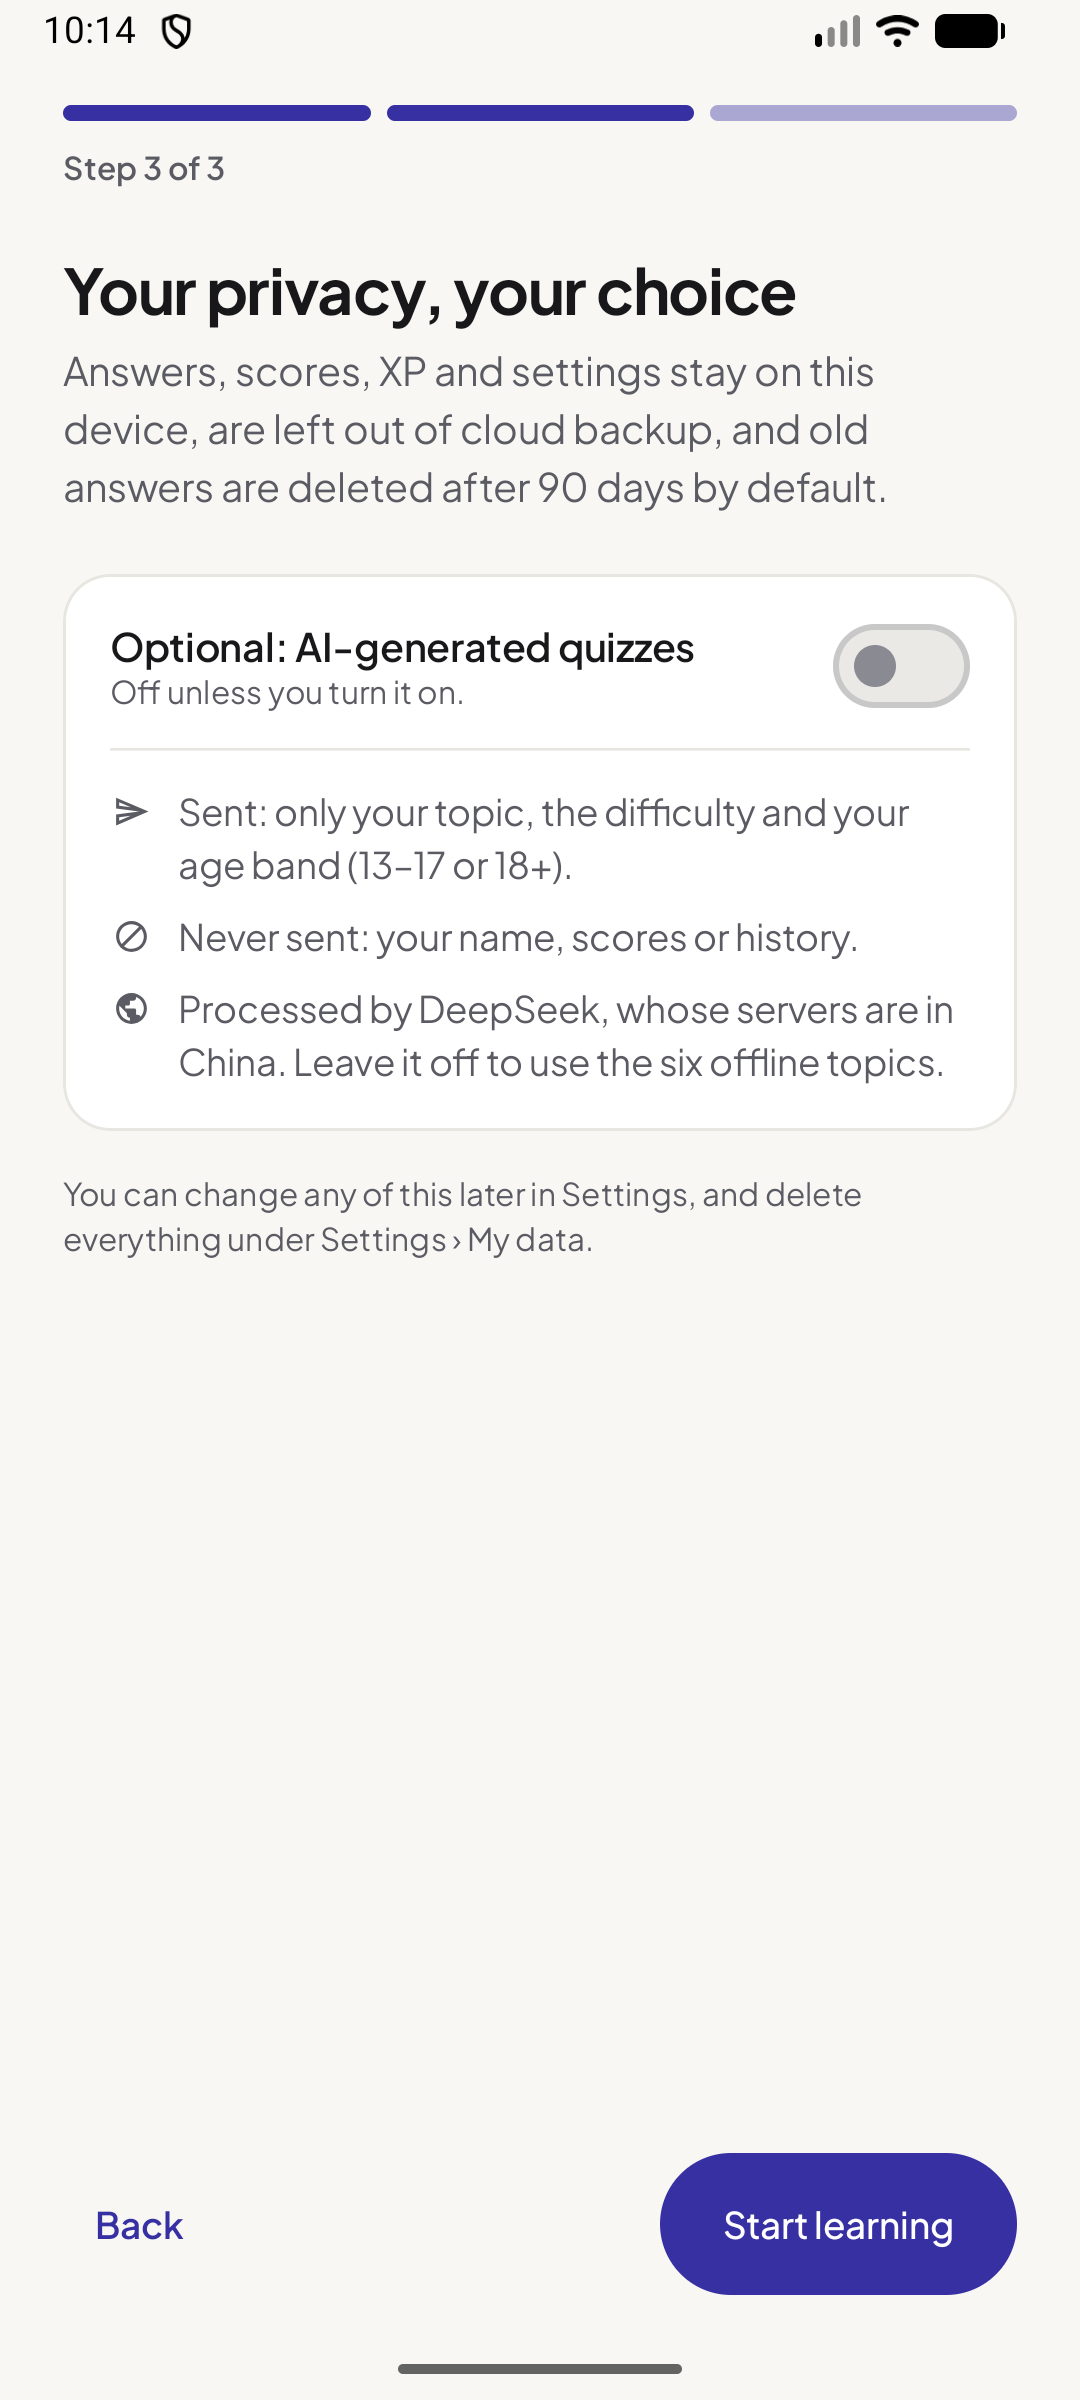 10:14
Step 3 of 3
Your privacy, your choice
Answers, scores, XP and settings stay on this
device, are left out of cloud backup, and old
answers are deleted after 90 days by default.
Optional: AI-generated quizzes
Off unless you turn it on.
Sent: only your topic, the difficulty and your
age band (13–17 or 18+).
Never sent: your name, scores or history.
Processed by DeepSeek, whose servers are in
China. Leave it off to use the six offline topics.
You can change any of this later in Settings, and delete
everything under Settings › My data.
Back
Start learning